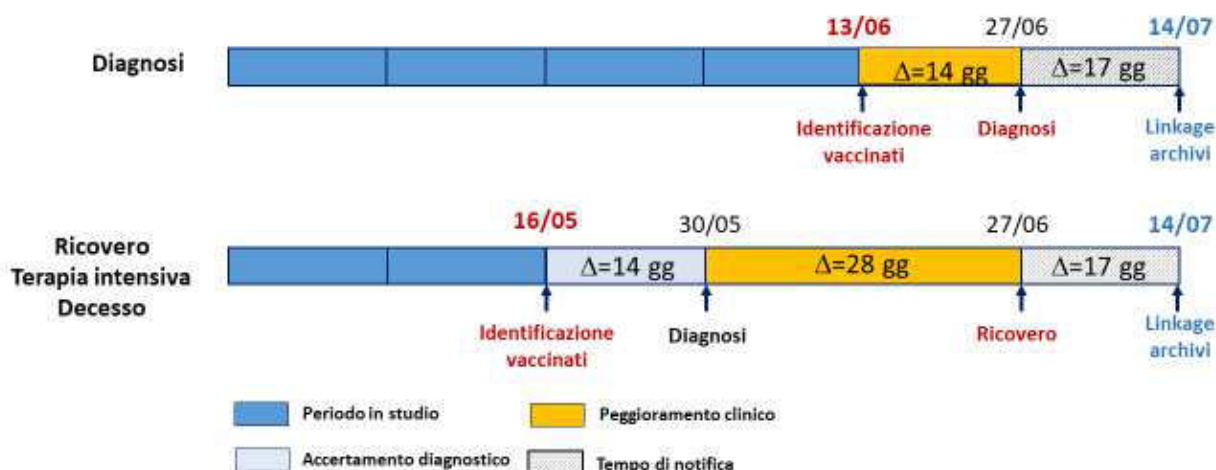 13/06 27/06 14/07
Diagnosi
Δ=14 gg Δ=17 gg
Identificazione vaccinati
Diagnosi
Linkage archivi
16/05 30/05 27/06 14/07
Ricovero
Terapia intensiva
Decesso
Δ=14 gg Δ=28 gg Δ=17 gg
Identificazione vaccinati
Diagnosi
Ricovero
Linkage archivi
Periodo in studio
Peggioramento clinico
Accertamento diagnostico
Tempo di notifica